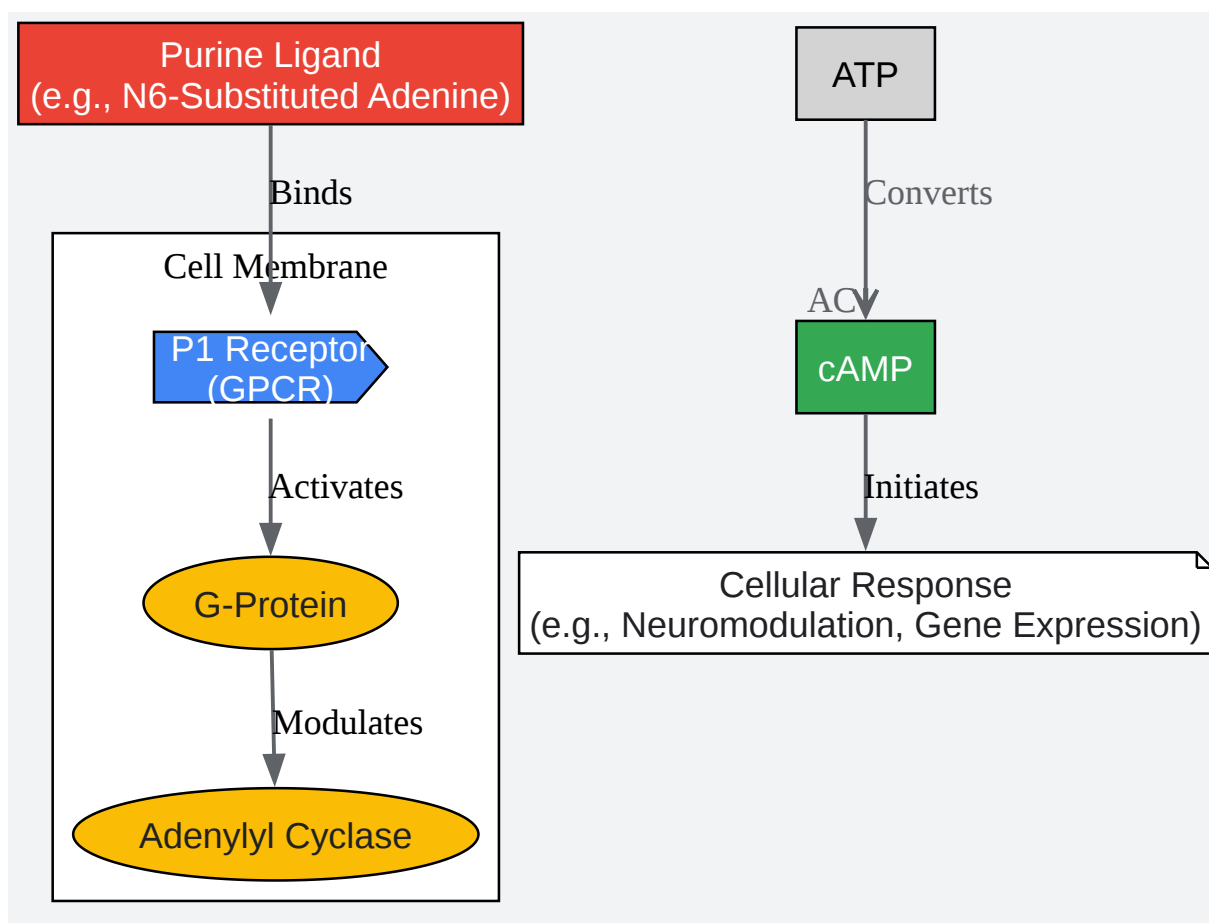 Purine Ligand
(e.g., N6-Substituted Adenine)
Binds
Cell Membrane
P1 Receptor
(GPCR)
Activates
G-Protein
Modulates
Adenylyl Cyclase
ATP
Converts
AC
cAMP
Initiates
Cellular Response
(e.g., Neuromodulation, Gene Expression)